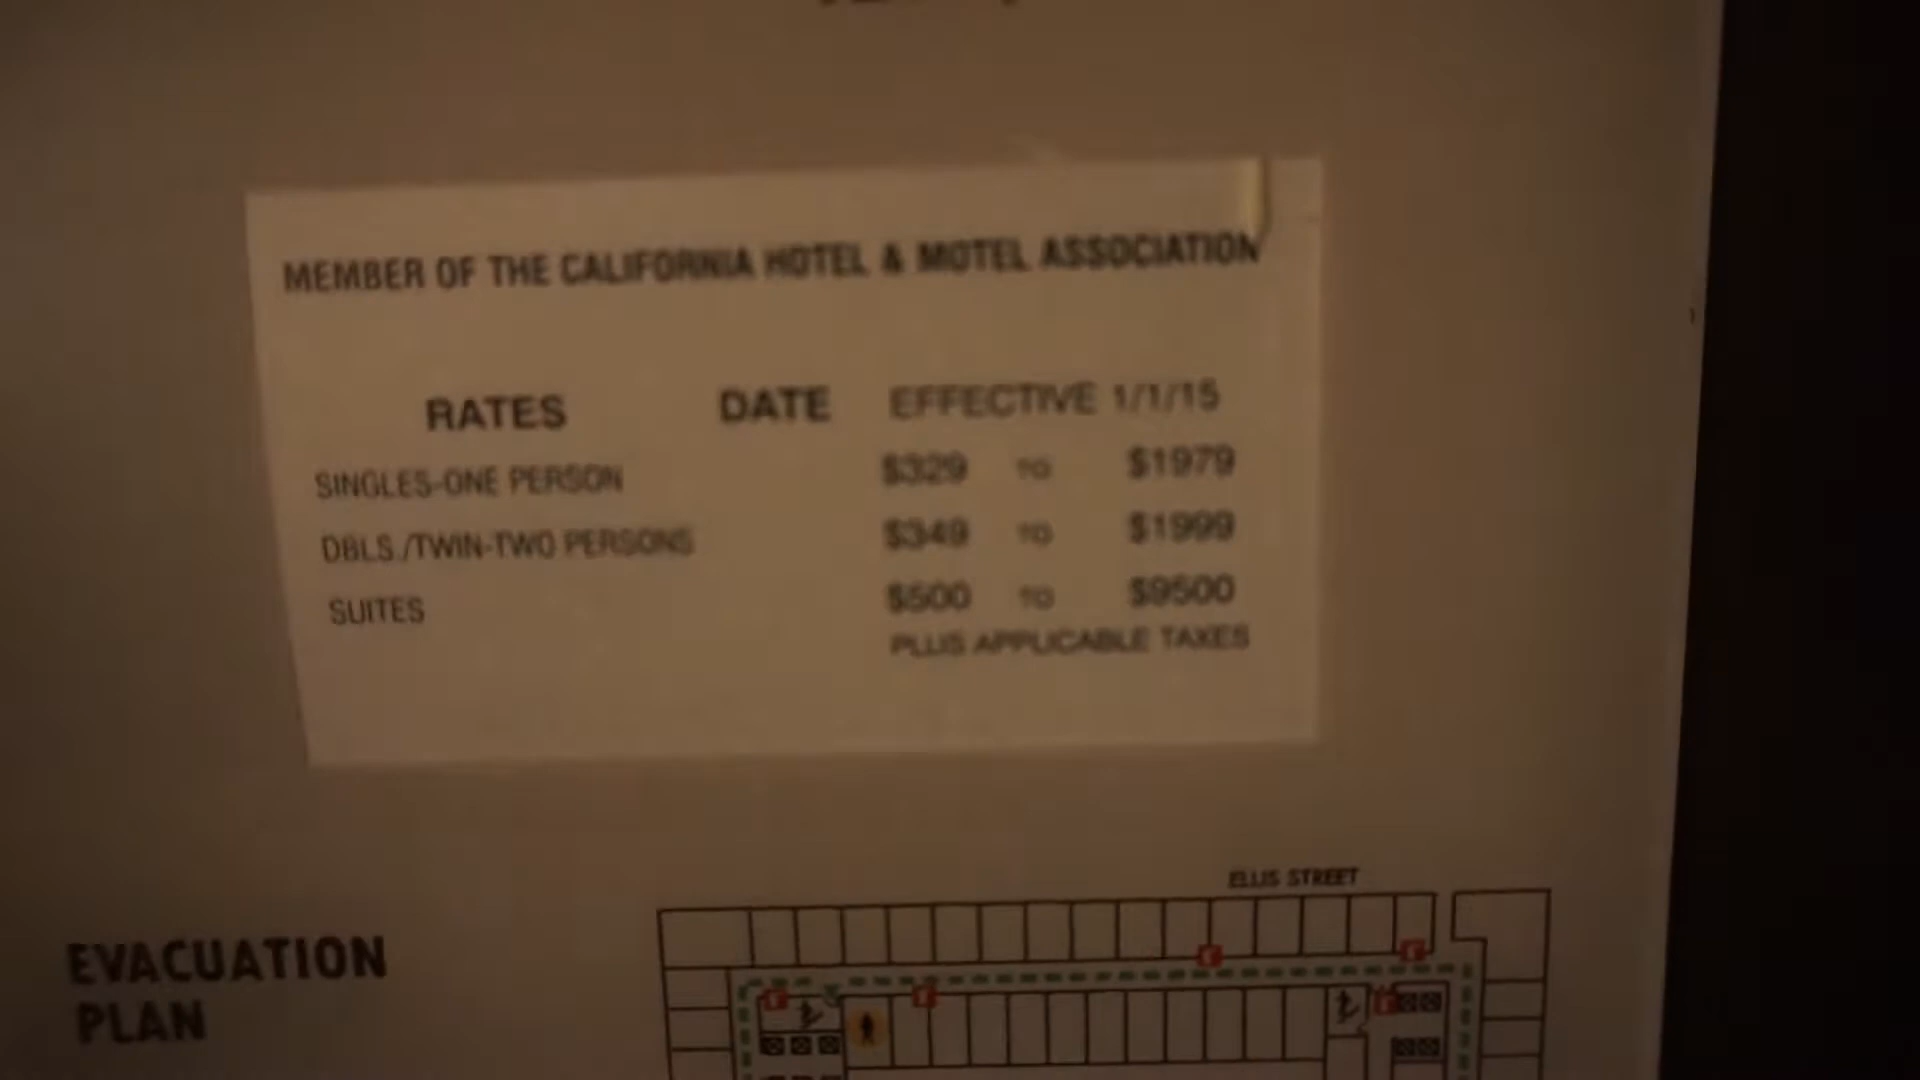 MEMBER OF THE CALIFORNIA HOTEL & MOTEL ASSOCIATION
RATES DATE EFFECTIVE 1/1/15
SINGLES-ONE PERSON $329 TO $1979
DBLS./TWIN-TWO PERSONS $349 TO $1999
SUITES $500 TO $9500
PLUS APPLICABLE TAXES
ELLIS STREET
EVACUATION
PLAN